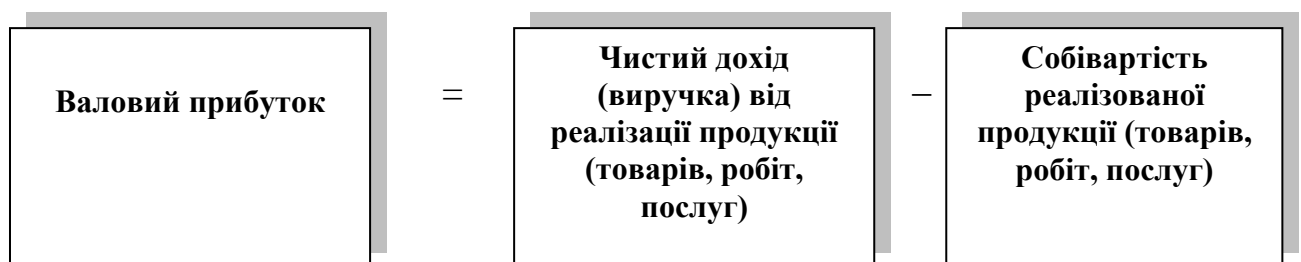 Валовий прибуток
=
Чистий дохід
(виручка) від
реалізації продукції
(товарів, робіт,
послуг)
–
Собівартість
реалізованої
продукції (товарів,
робіт, послуг)